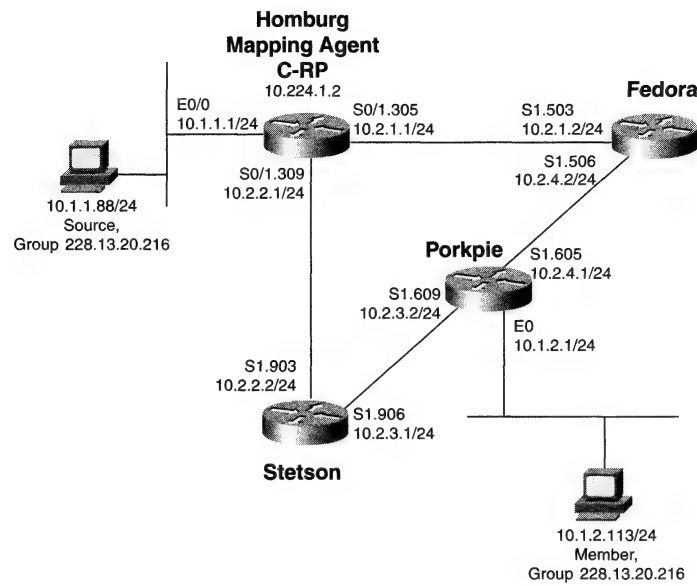 Homburg
Mapping Agent
C-RP
10.224.1.2
Fedora
E0/0
10.1.1.1/24
S0/1.305
10.2.1.1/24
S1.503
10.2.1.2/24
S0/1.309
10.2.2.1/24
S1.506
10.2.4.2/24
10.1.1.88/24
Source,
Group 228.13.20.216
Porkpie
S1.605
10.2.4.1/24
S1.609
10.2.3.2/24
E0
10.1.2.1/24
S1.903
10.2.2.2/24
S1.906
10.2.3.1/24
Stetson
10.1.2.113/24
Member,
Group 228.13.20.216